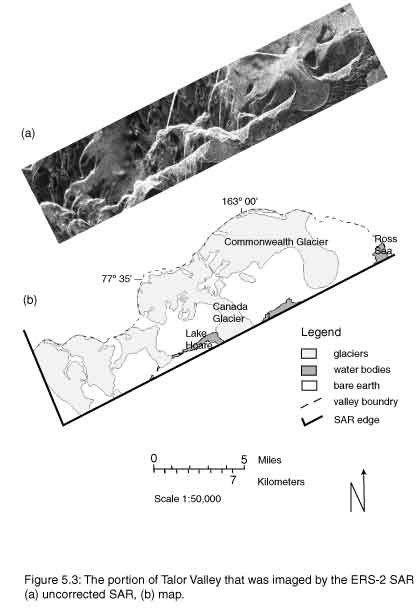 (a)
163° 00'
Commonwealth Glacier
Ross
Sea
77° 35'
(b)
Canada
Glacier
Lake
Hoare
Legend
glaciers
water bodies
bare earth
valley boundry
SAR edge
0 5 Miles
7 Kilometers
Scale 1:50,000
N
Figure 5.3: The portion of Talor Valley that was imaged by the ERS-2 SAR
(a) uncorrected SAR, (b) map.